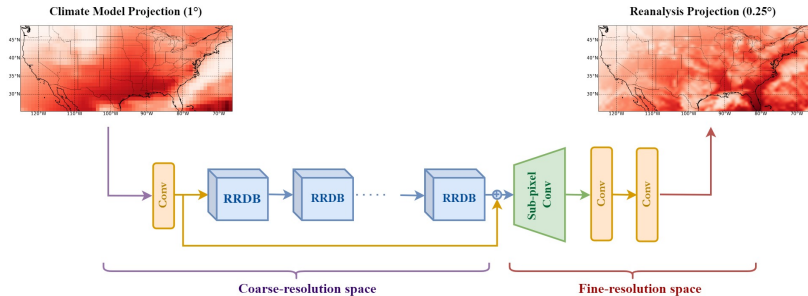 Climate Model Projection (1°)
Reanalysis Projection (0.25°)
45°N
40°N
35°N
30°N
120°W 110°W 100°W 90°W 80°W 70°W
45°N
40°N
35°N
30°N
120°W 110°W 100°W 90°W 80°W 70°W
Conv
RRDB
RRDB
RRDB
Sub-pixel
Conv
Conv
Conv
Coarse-resolution space
Fine-resolution space